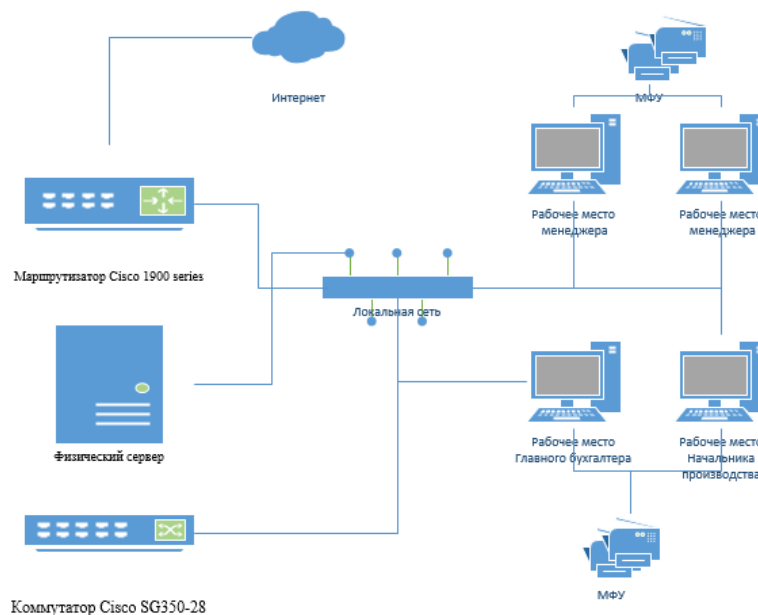 Интернет
МФУ
Рабочее место
менеджера
Рабочее место
менеджера
Маршрутизатор Cisco 1900 series
Локальная сеть
Физический сервер
Рабочее место
Главного бухгалтера
Рабочее место
Начальника
производства
МФУ
Коммутатор Cisco SG350-28